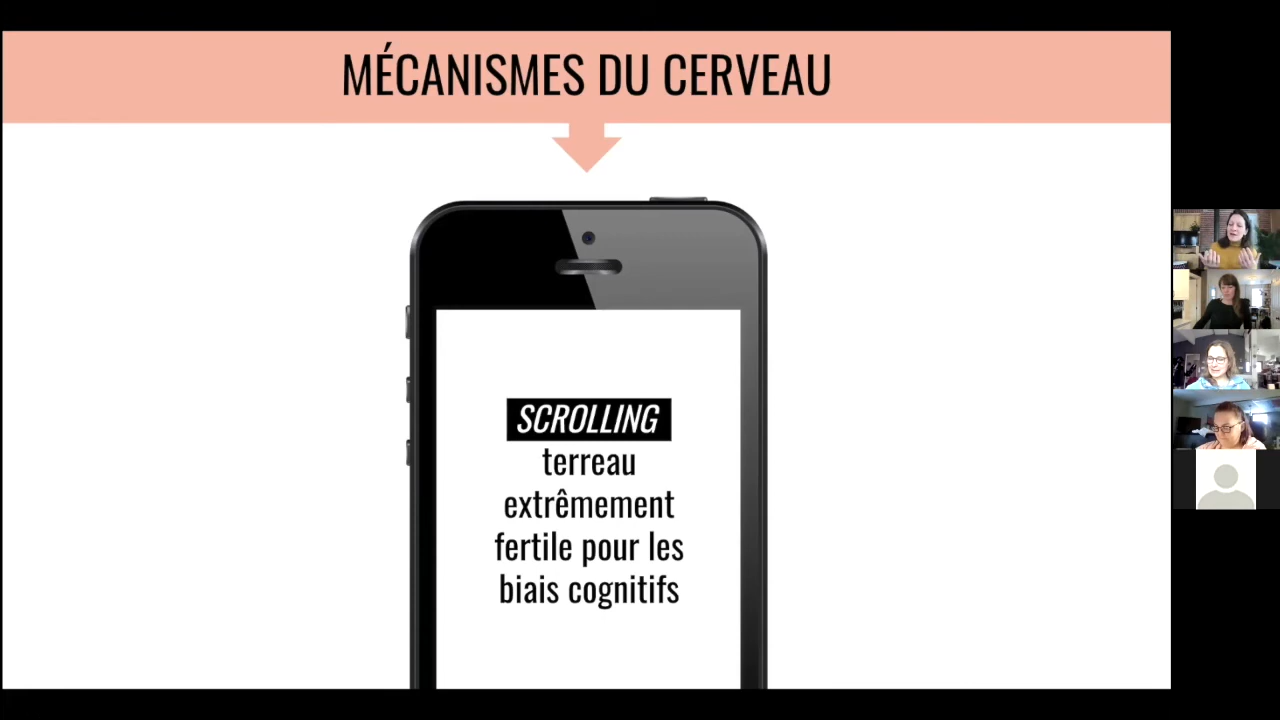 MÉCANISMES DU CERVEAU
SCROLLING
terreau
extrêmement
fertile pour les
biais cognitifs